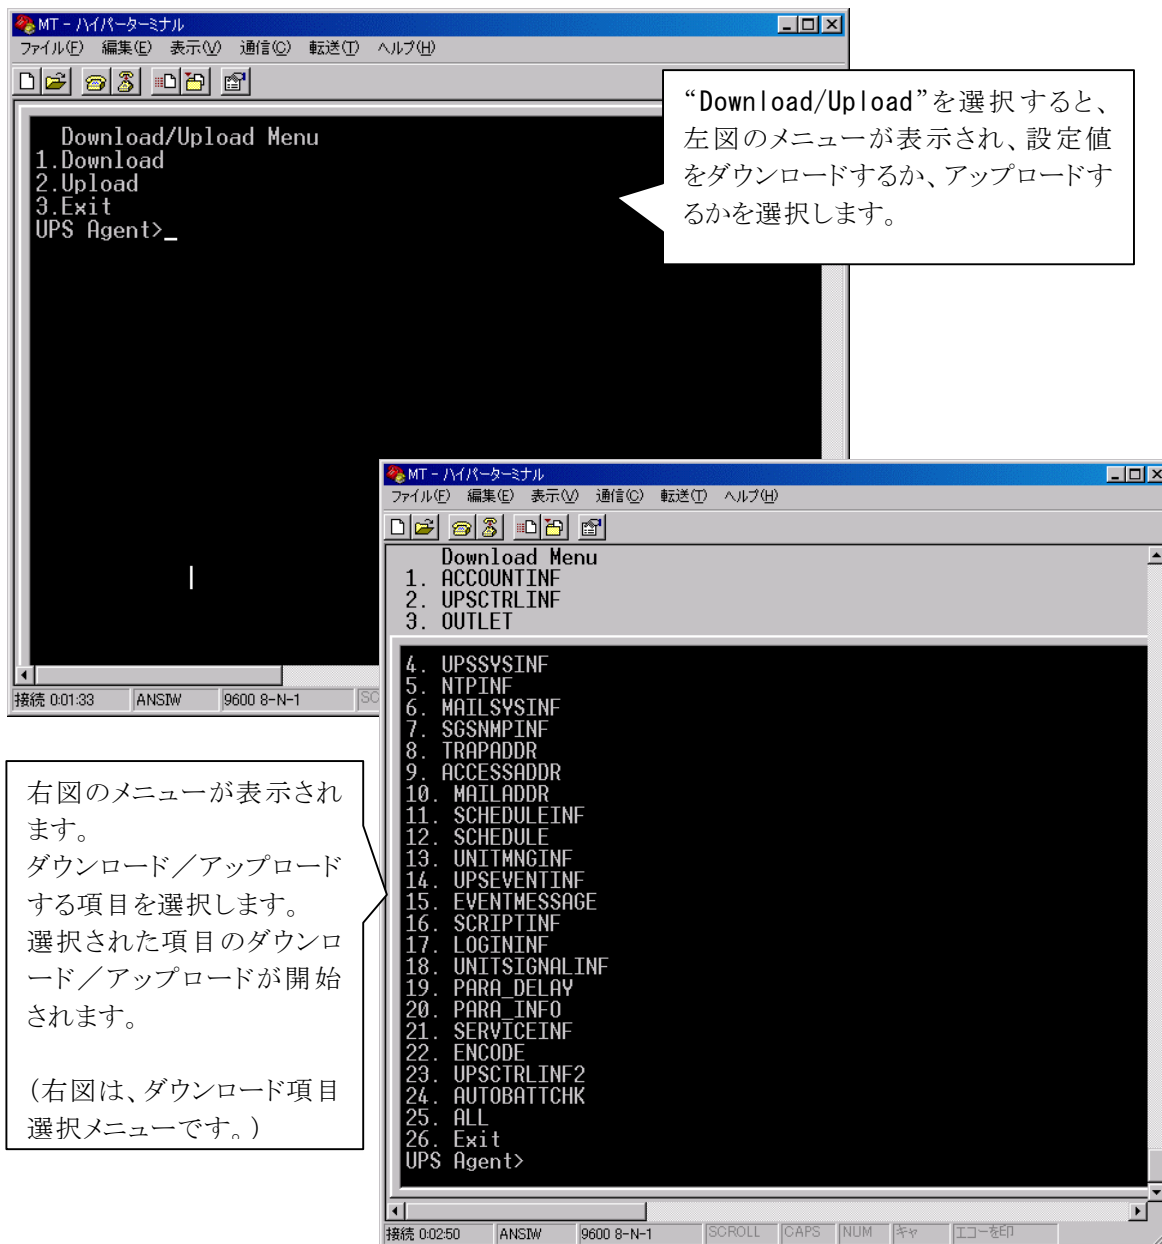 MT - ハイパーターミナル
ファイル(F) 編集(E) 表示(V) 通信(C) 転送(T) ヘルプ(H)
Download/Upload Menu
1.Download
2.Upload
3.Exit
UPS Agent>_
接続 0:01:33 ANSIW 9600 8-N-1 SC
“Download/Upload”を選択すると、
左図のメニューが表示され、設定値
をダウンロードするか、アップロードす
るかを選択します。
MT - ハイパーターミナル
ファイル(F) 編集(E) 表示(V) 通信(C) 転送(T) ヘルプ(H)
Download Menu
1. ACCOUNTINF
2. UPSCTRLINF
3. OUTLET
4. UPSSYSINF
5. NTPINF
6. MAILSYSINF
7. SGSNMPINF
8. TRAPADDR
9. ACCESSADDR
10. MAILADDR
11. SCHEDULEINF
12. SCHEDULE
13. UNITMNGINF
14. UPSEVENTINF
15. EVENTMESSAGE
16. SCRIPTINF
17. LOGININF
18. UNITSIGNALINF
19. PARA_DELAY
20. PARA_INFO
21. SERVICEINF
22. ENCODE
23. UPSCTRLINF2
24. AUTOBATTCHK
25. ALL
26. Exit
UPS Agent>
接続 0:02:50 ANSIW 9600 8-N-1 SCROLL CAPS NUM キャ エコーを印
右図のメニューが表示され
ます。
ダウンロード／アップロード
する項目を選択します。
選択された項目のダウンロ
ード／アップロードが開始
されます。
(右図は、ダウンロード項目
選択メニューです。)